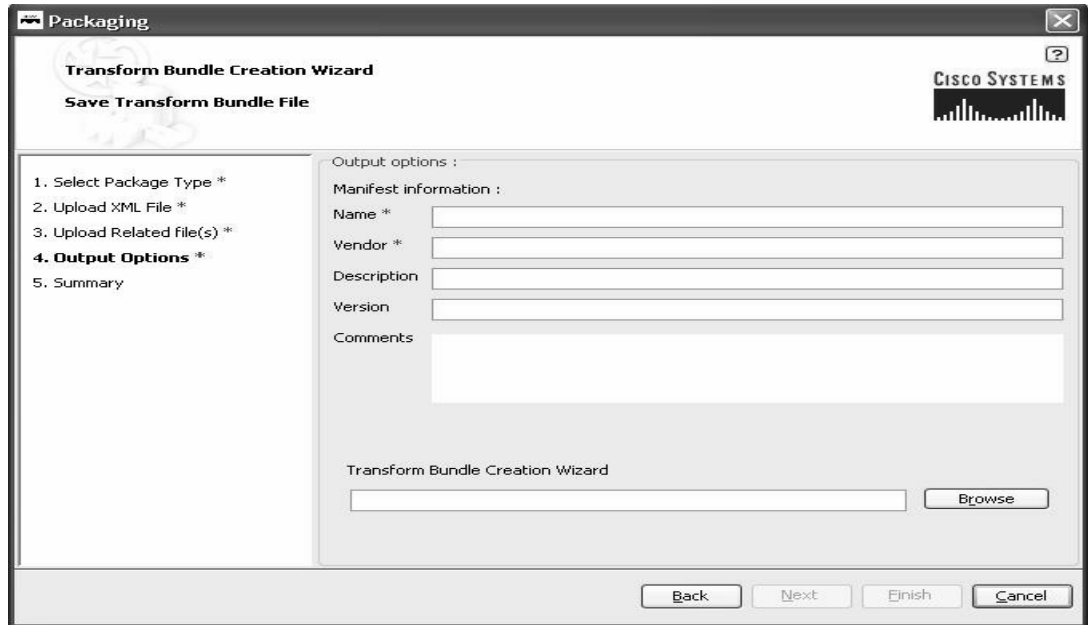 Packaging
?
Transform Bundle Creation Wizard
Save Transform Bundle File
CISCO SYSTEMS
1. Select Package Type *
2. Upload XML File *
3. Upload Related file(s) *
4. Output Options *
5. Summary
Output options :
Manifest information :
Name *
Vendor *
Description
Version
Comments
Transform Bundle Creation Wizard
Browse
Back
Next
Finish
Cancel